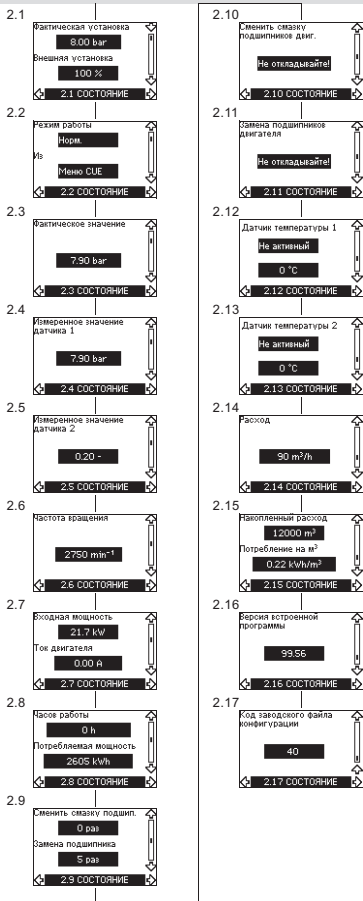 2.1
Фактическая установка
8.00 bar
Внешняя установка
100 %
2.1 СОСТОЯНИЕ
2.2
Режим работы
Норм.
Из
Меню CUE
2.2 СОСТОЯНИЕ
2.3
Фактическое значение
7.90 bar
2.3 СОСТОЯНИЕ
2.4
Измеренное значение
датчика 1
7.90 bar
2.4 СОСТОЯНИЕ
2.5
Измеренное значение
датчика 2
0.20 -
2.5 СОСТОЯНИЕ
2.6
Частота вращения
2750 min⁻¹
2.6 СОСТОЯНИЕ
2.7
Входная мощность
21.7 kW
Ток двигателя
0.00 A
2.7 СОСТОЯНИЕ
2.8
Часов работы
0 h
Потребляемая мощность
2605 kWh
2.8 СОСТОЯНИЕ
2.9
Сменить смазку подшип.
0 раз
Замена подшипника
5 раз
2.9 СОСТОЯНИЕ
2.10
Сменить смазку
подшипников двиг.
Не откладывайте!
2.10 СОСТОЯНИЕ
2.11
Замена подшипников
двигателя
Не откладывайте!
2.11 СОСТОЯНИЕ
2.12
Датчик температуры 1
Не активный
0 °C
2.12 СОСТОЯНИЕ
2.13
Датчик температуры 2
Не активный
0 °C
2.13 СОСТОЯНИЕ
2.14
Расход
90 m³/h
2.14 СОСТОЯНИЕ
2.15
Накопленный расход
12000 m³
Потребление на м³
0.22 kWh/m³
2.15 СОСТОЯНИЕ
2.16
Версия встроенной
программы
99.56
2.16 СОСТОЯНИЕ
2.17
Код заводского файла
конфигурации
40
2.17 СОСТОЯНИЕ